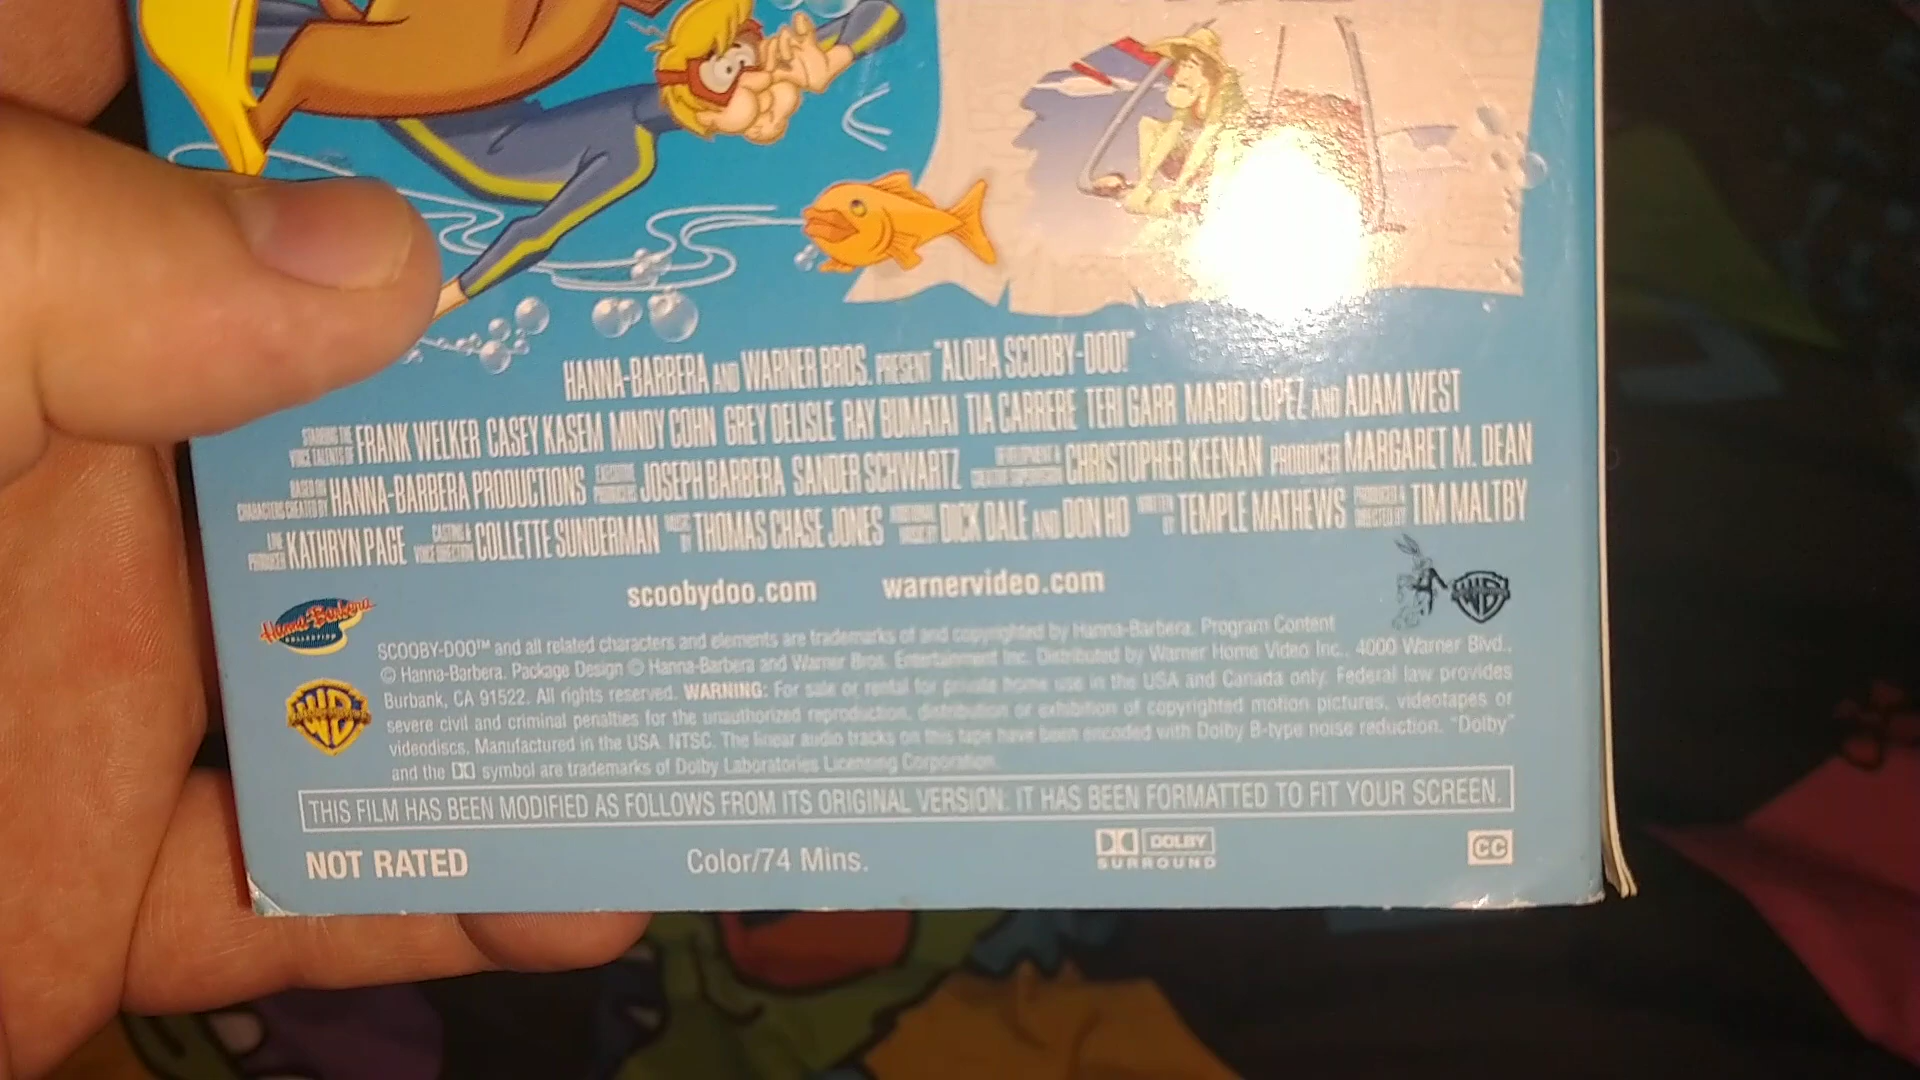 HANNA-BARBERA AND WARNER BROS. PRESENT "ALOHA SCOOBY-DOO!"
STARRING THE VOICE TALENTS OF FRANK WELKER CASEY KASEM MINDY COHN GREY DELISLE RAY BUMATAI TIA CARRERE TERI GARR MARIO LOPEZ AND ADAM WEST
BASED ON CHARACTERS CREATED BY HANNA-BARBERA PRODUCTIONS EXECUTIVE PRODUCERS JOSEPH BARBERA SANDER SCHWARTZ CHRISTOPHER KEENAN PRODUCER MARGARET M. DEAN
LINE PRODUCER KATHRYN PAGE CASTING & VOICE DIRECTION COLLETTE SUNDERMAN MUSIC BY THOMAS CHASE JONES DICK DALE AND DON HO WRITTEN BY TEMPLE MATHEWS PRODUCED & DIRECTED BY TIM MALTBY
scoobydoo.com warnervideo.com
Hanna-Barbera
COLLECTION
WB
SCOOBY-DOO™ and all related characters and elements are trademarks of and copyrighted by Hanna-Barbera. Program Content
© Hanna-Barbera. Package Design © Hanna-Barbera and Warner Bros. Entertainment Inc. Distributed by Warner Home Video Inc., 4000 Warner Blvd.,
Burbank, CA 91522. All rights reserved. WARNING: For sale or rental for private home use in the USA and Canada only. Federal law provides
severe civil and criminal penalties for the unauthorized reproduction, distribution or exhibition of copyrighted motion pictures, videotapes or
videodiscs. Manufactured in the USA. NTSC. The linear audio tracks on this tape have been encoded with Dolby B-type noise reduction. "Dolby"
and the DD symbol are trademarks of Dolby Laboratories Licensing Corporation.
WB
THIS FILM HAS BEEN MODIFIED AS FOLLOWS FROM ITS ORIGINAL VERSION: IT HAS BEEN FORMATTED TO FIT YOUR SCREEN.
NOT RATED Color/74 Mins. DOLBY SURROUND CC